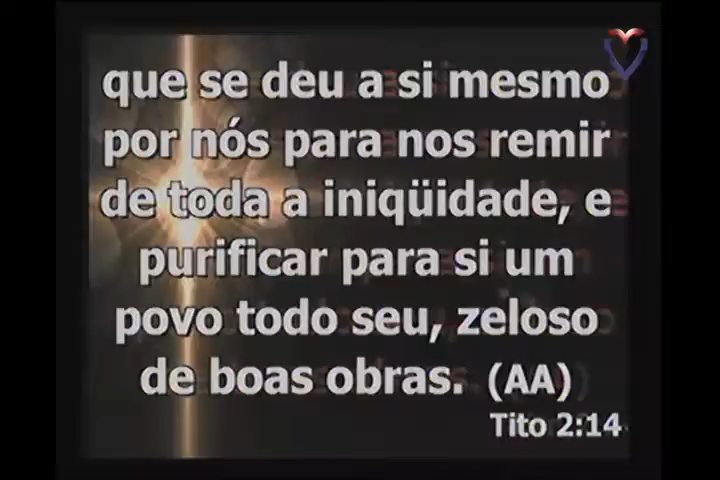 que se deu a si mesmo
por nós para nos remir
de toda a iniqüidade, e
purificar para si um
povo todo seu, zeloso
de boas obras. (AA)
Tito 2:14